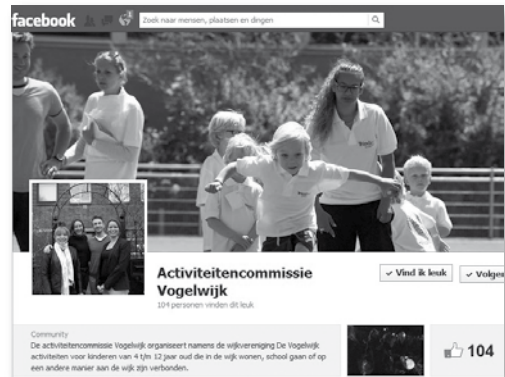 facebook
Zoek naar mensen, plaatsen en dingen
Activiteitencommissie
Vogelwijk
104 personen vinden dit leuk
✓ Vind ik leuk
✓ Volgen
Community
De activiteitencommissie Vogelwijk organiseert namens de wijkvereniging De Vogelwijk
activiteiten voor kinderen van 4 t/m 12 jaar oud die in de wijk wonen, school gaan of op
een andere manier aan de wijk zijn verbonden.
104